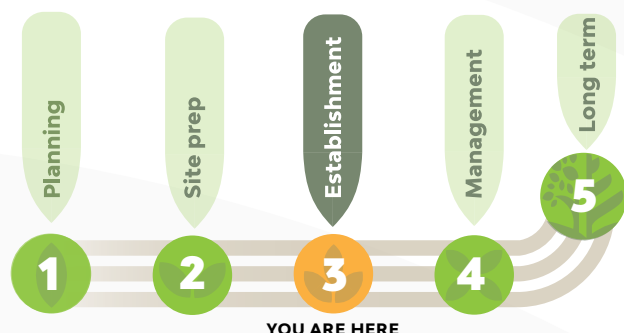 Planning
Site prep
Establishment
Management
Long term
1
2
3
4
5
YOU ARE HERE